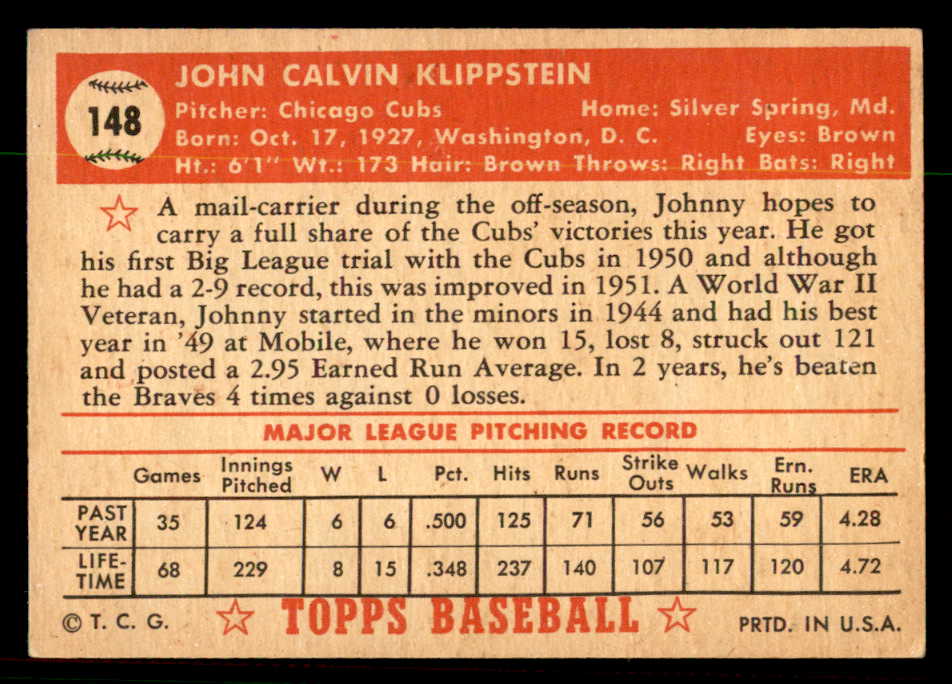 148
JOHN CALVIN KLIPPSTEIN
Pitcher: Chicago Cubs Home: Silver Spring, Md.
Born: Oct. 17, 1927, Washington, D. C. Eyes: Brown
Ht.: 6'1" Wt.: 173 Hair: Brown Throws: Right Bats: Right
A mail-carrier during the off-season, Johnny hopes to
carry a full share of the Cubs' victories this year. He got
his first Big League trial with the Cubs in 1950 and although
he had a 2-9 record, this was improved in 1951. A World War II
Veteran, Johnny started in the minors in 1944 and had his best
year in '49 at Mobile, where he won 15, lost 8, struck out 121
and posted a 2.95 Earned Run Average. In 2 years, he's beaten
the Braves 4 times against 0 losses.
MAJOR LEAGUE PITCHING RECORD
Games Innings Pitched W L Pct. Hits Runs Strike Outs Walks Ern. Runs ERA
PAST YEAR 35 124 6 6 .500 125 71 56 53 59 4.28
LIFE-TIME 68 229 8 15 .348 237 140 107 117 120 4.72
© T. C. G. TOPPS BASEBALL PRTD. IN U.S.A.